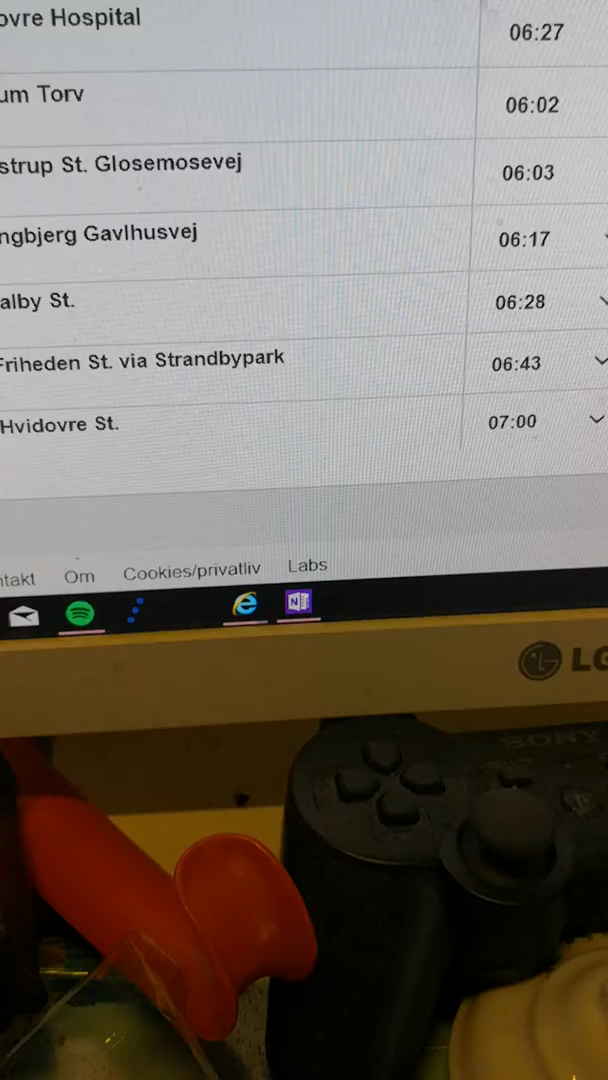 ovre Hospital 06:27
um Torv 06:02
strup St. Glosemosevej 06:03
ngbjerg Gavlhusvej 06:17
alby St. 06:28
Friheden St. via Strandbypark 06:43
Hvidovre St. 07:00
ntakt Om Cookies/privatliv Labs
N
LG
SONY